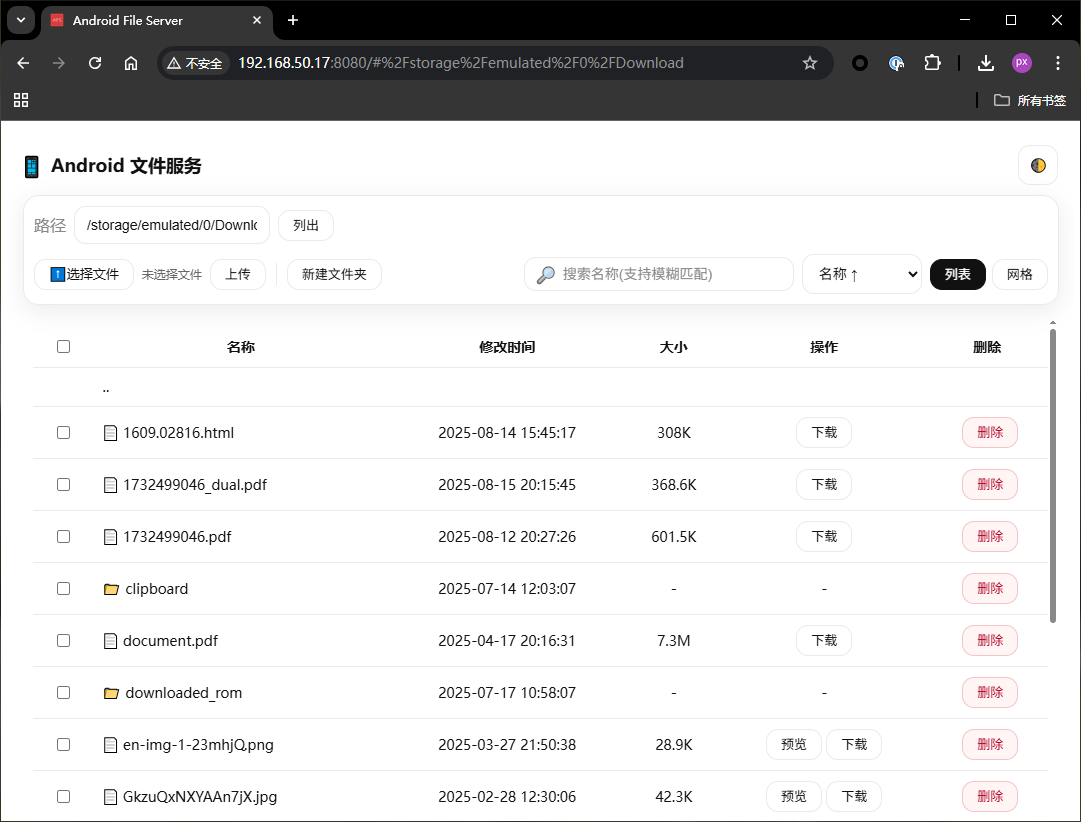 Android File Server
不安全 192.168.50.17:8080/#%2Fstorage%2Femulated%2F0%2FDownload
px
所有书签
Android 文件服务
路径 /storage/emulated/0/Downl 列出
选择文件 未选择文件 上传 新建文件夹 搜索名称(支持模糊匹配) 名称 ↑ 列表 网格
名称 修改时间 大小 操作 删除
..
1609.02816.html 2025-08-14 15:45:17 308K 下载 删除
1732499046_dual.pdf 2025-08-15 20:15:45 368.6K 下载 删除
1732499046.pdf 2025-08-12 20:27:26 601.5K 下载 删除
clipboard 2025-07-14 12:03:07 - - 删除
document.pdf 2025-04-17 20:16:31 7.3M 下载 删除
downloaded_rom 2025-07-17 10:58:07 - - 删除
en-img-1-23mhjQ.png 2025-03-27 21:50:38 28.9K 预览 下载 删除
GkzuQxNXYAAn7jX.jpg 2025-02-28 12:30:06 42.3K 预览 下载 删除